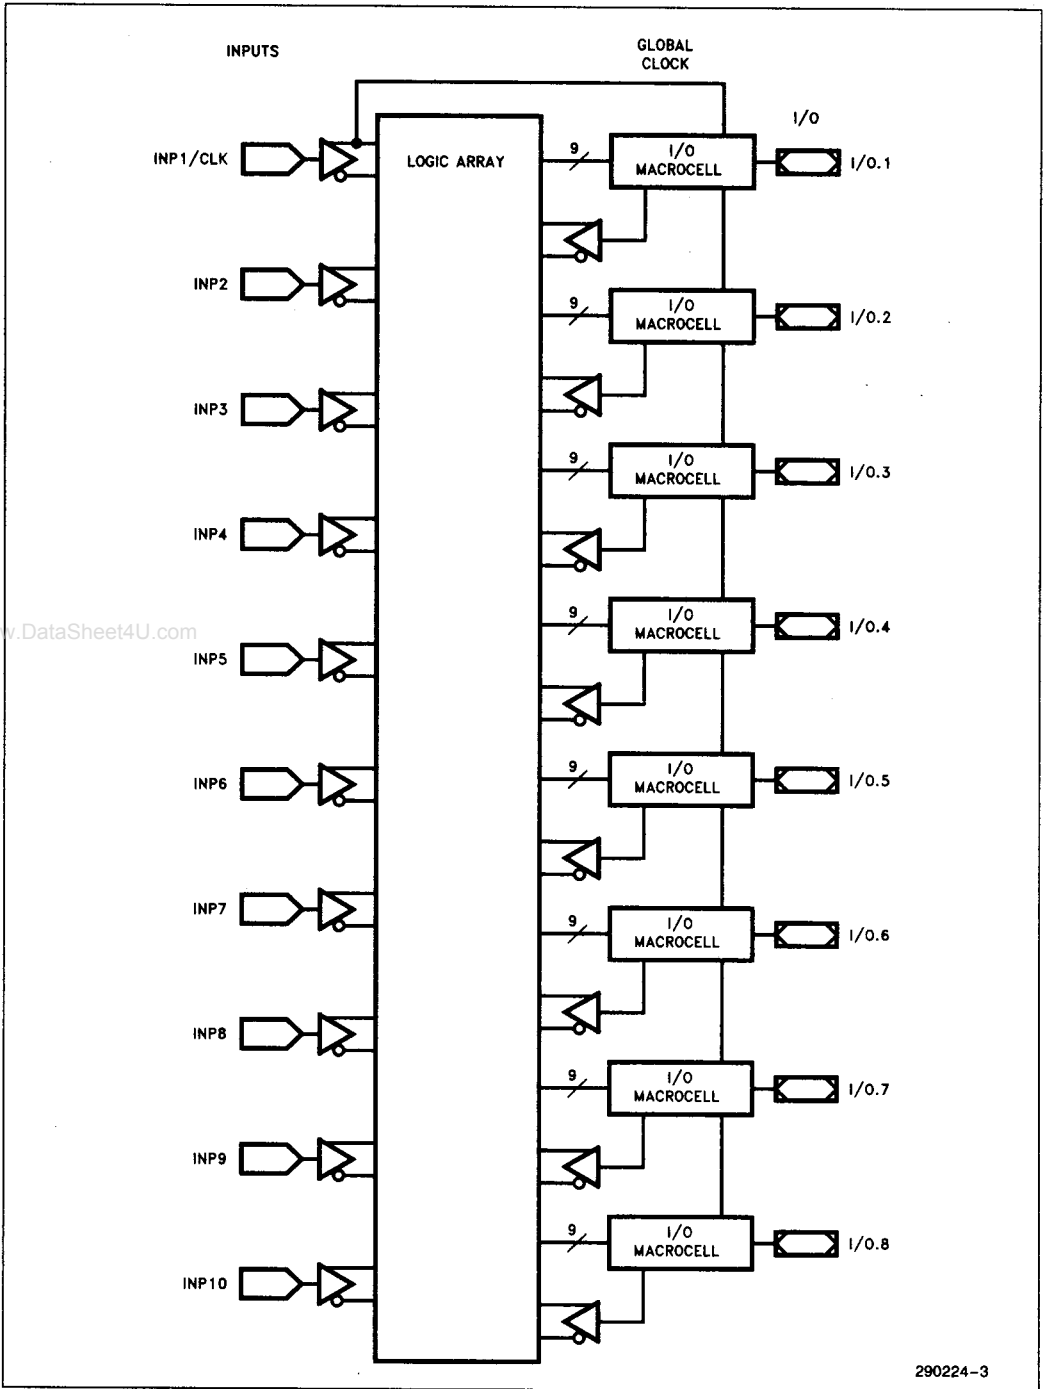 INPUTS
GLOBAL
CLOCK
I/O
INP1/CLK
LOGIC ARRAY
9
I/O
MACROCELL
I/O.1
INP2
9
I/O
MACROCELL
I/O.2
INP3
9
I/O
MACROCELL
I/O.3
INP4
9
I/O
MACROCELL
I/O.4
w.DataSheet4U.com
INP5
9
I/O
MACROCELL
I/O.5
INP6
9
I/O
MACROCELL
I/O.6
INP7
INP8
9
I/O
MACROCELL
I/O.7
INP9
9
I/O
MACROCELL
I/O.8
INP10
290224-3